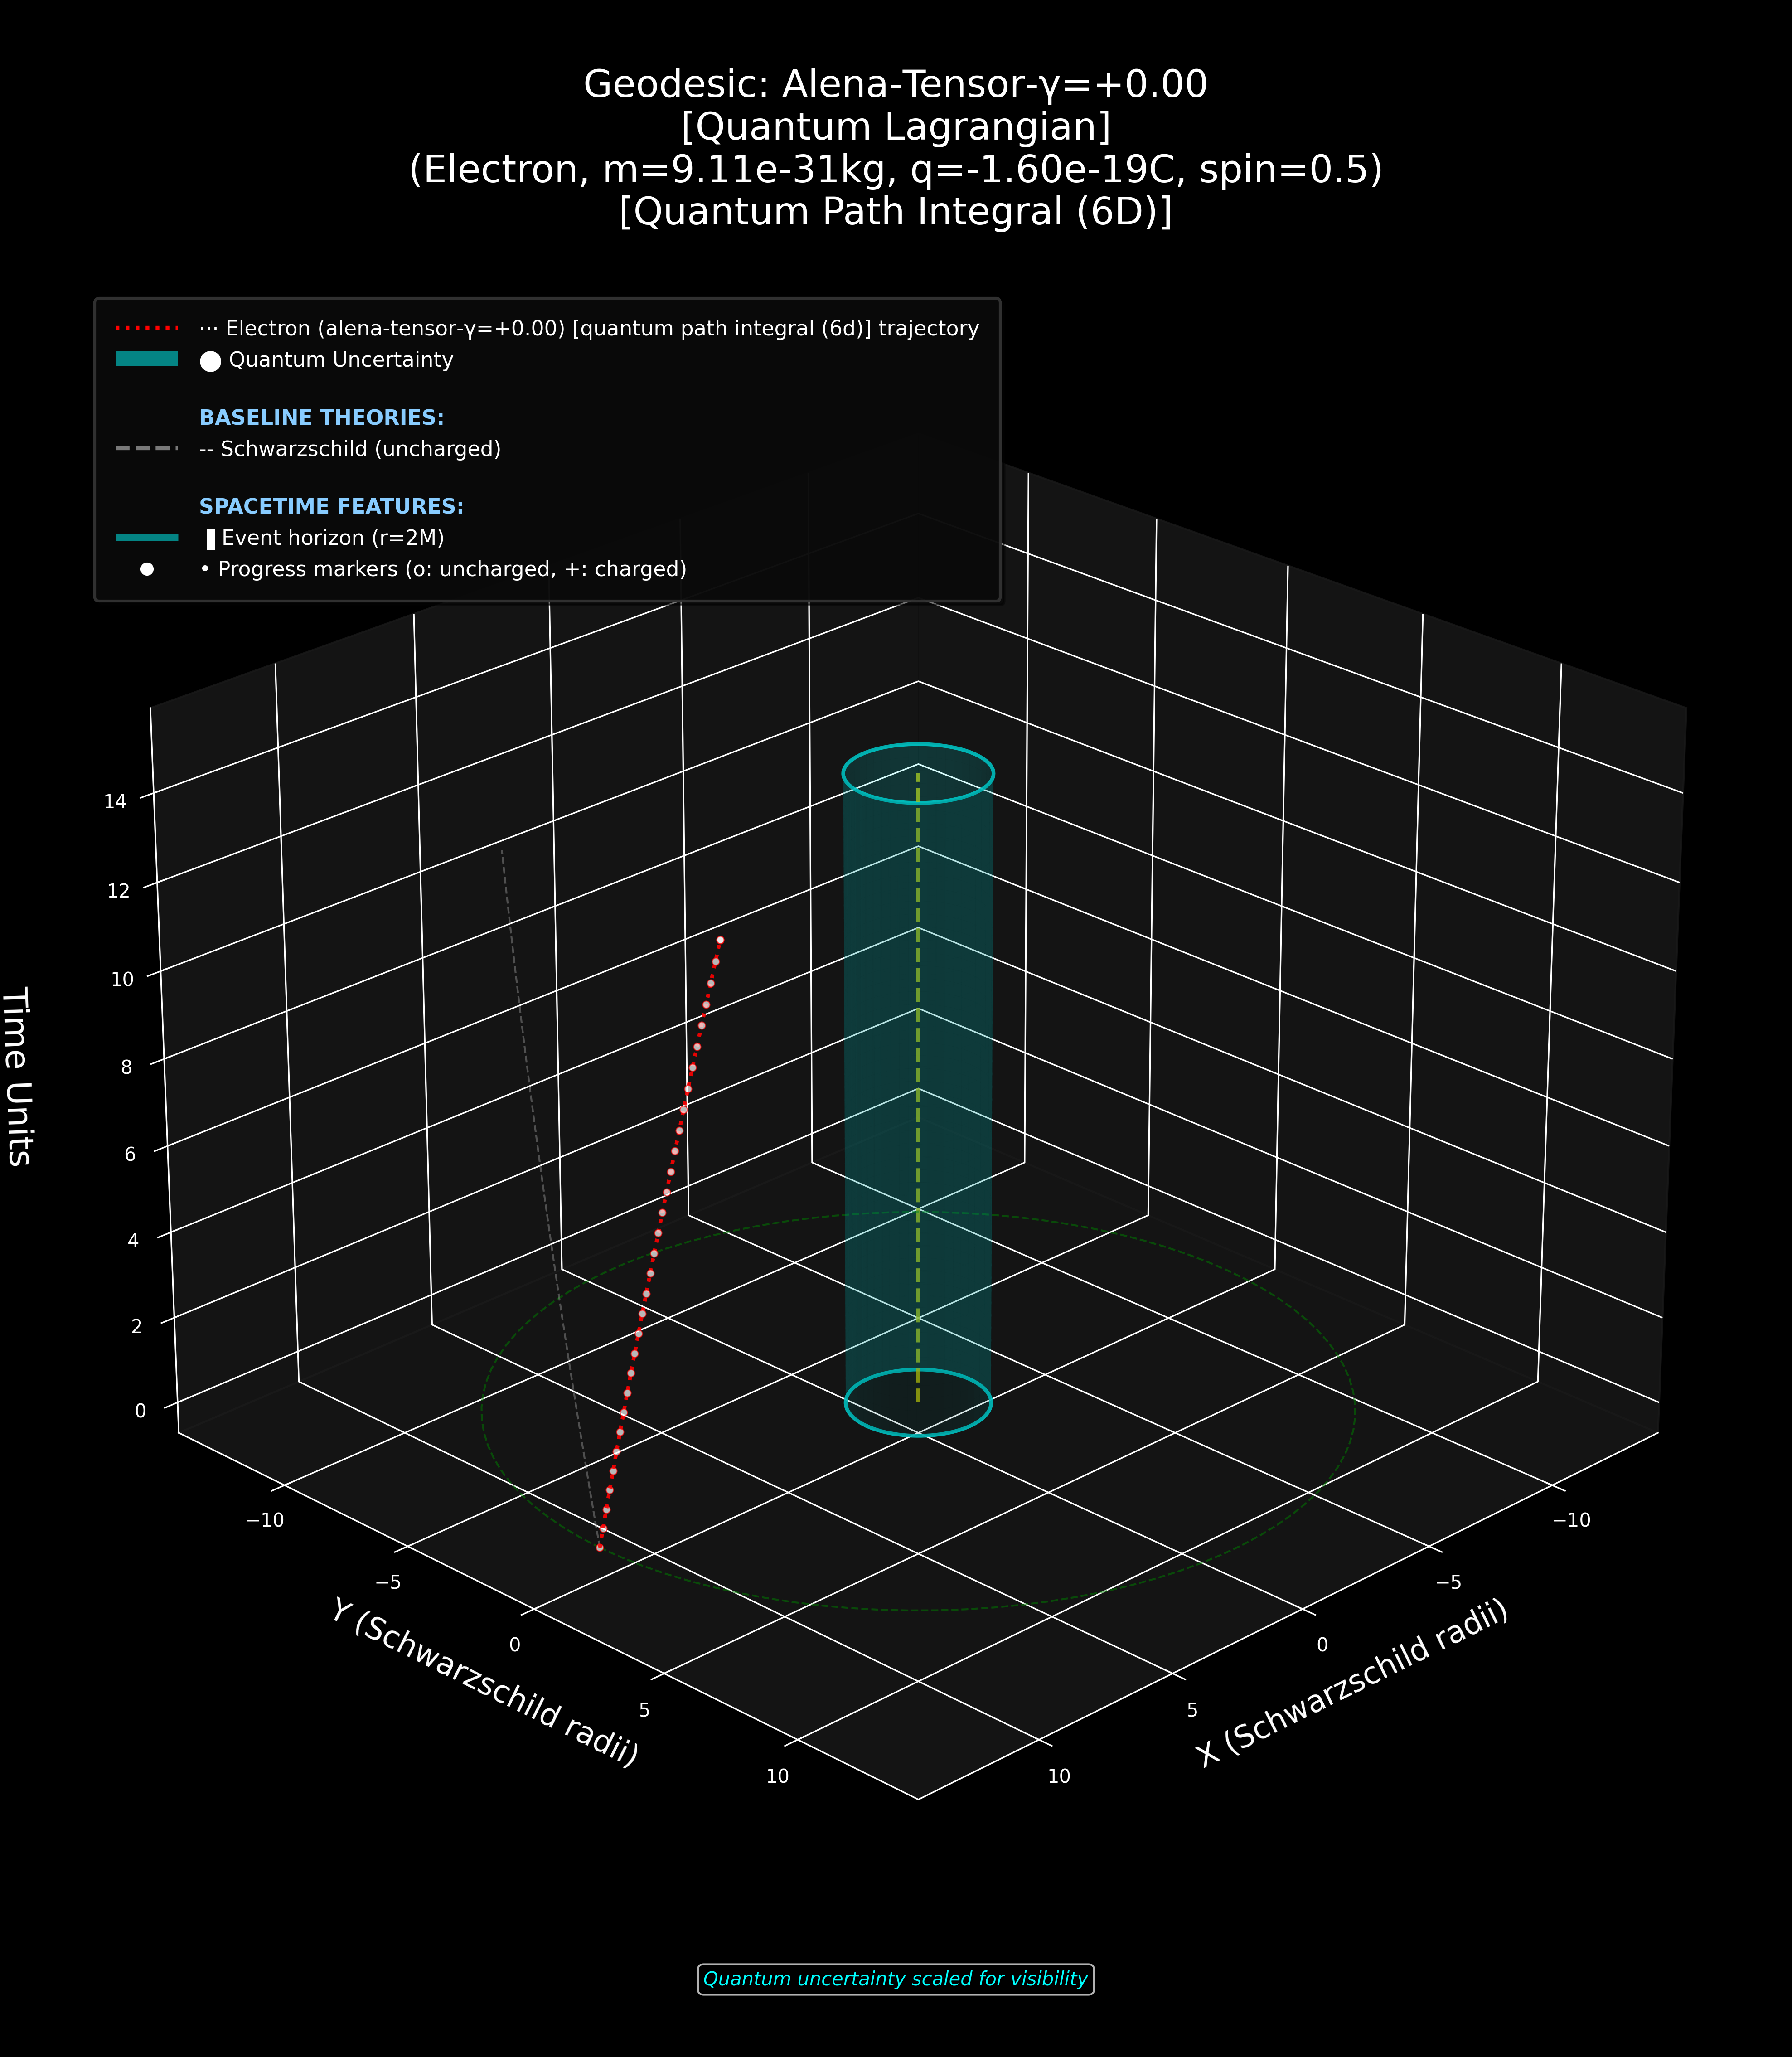 Geodesic: Alena-Tensor-γ=+0.00
[Quantum Lagrangian]
(Electron, m=9.11e-31kg, q=-1.60e-19C, spin=0.5)
[Quantum Path Integral (6D)]
··· Electron (alena-tensor-γ=+0.00) [quantum path integral (6d)] trajectory
● Quantum Uncertainty
BASELINE THEORIES:
-- Schwarzschild (uncharged)
SPACETIME FEATURES:
▐ Event horizon (r=2M)
• Progress markers (o: uncharged, +: charged)
14
12
10
8
6
4
2
0
Time Units
−10
−5
0
5
10
Y (Schwarzschild radii)
−10
−5
0
5
10
X (Schwarzschild radii)
Quantum uncertainty scaled for visibility